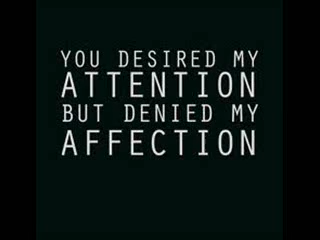 YOU DESIRED MY
ATTENTION
BUT DENIED MY
AFFECTION